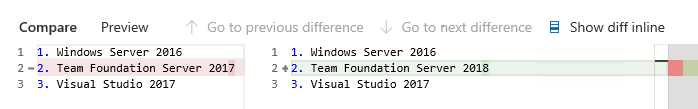 Compare Preview ↑ Go to previous difference ↓ Go to next difference Show diff inline
1 1. Windows Server 2016 1 1. Windows Server 2016
2 - 2. Team Foundation Server 2017 2 + 2. Team Foundation Server 2018
3 3. Visual Studio 2017 3 3. Visual Studio 2017